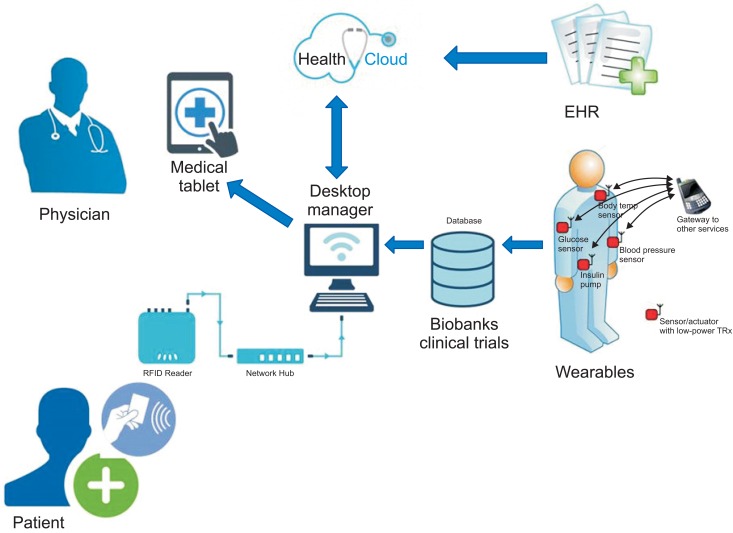 Health Cloud
EHR
Medical
tablet
Physician
Desktop
manager
Database
Body temp
sensor
Gateway to
other services
Glucose
sensor
Blood pressure
sensor
Insulin
pump
Biobanks
clinical trials
Sensor/actuator
with low-power TRx
Wearables
RFID Reader
Network Hub
Patient